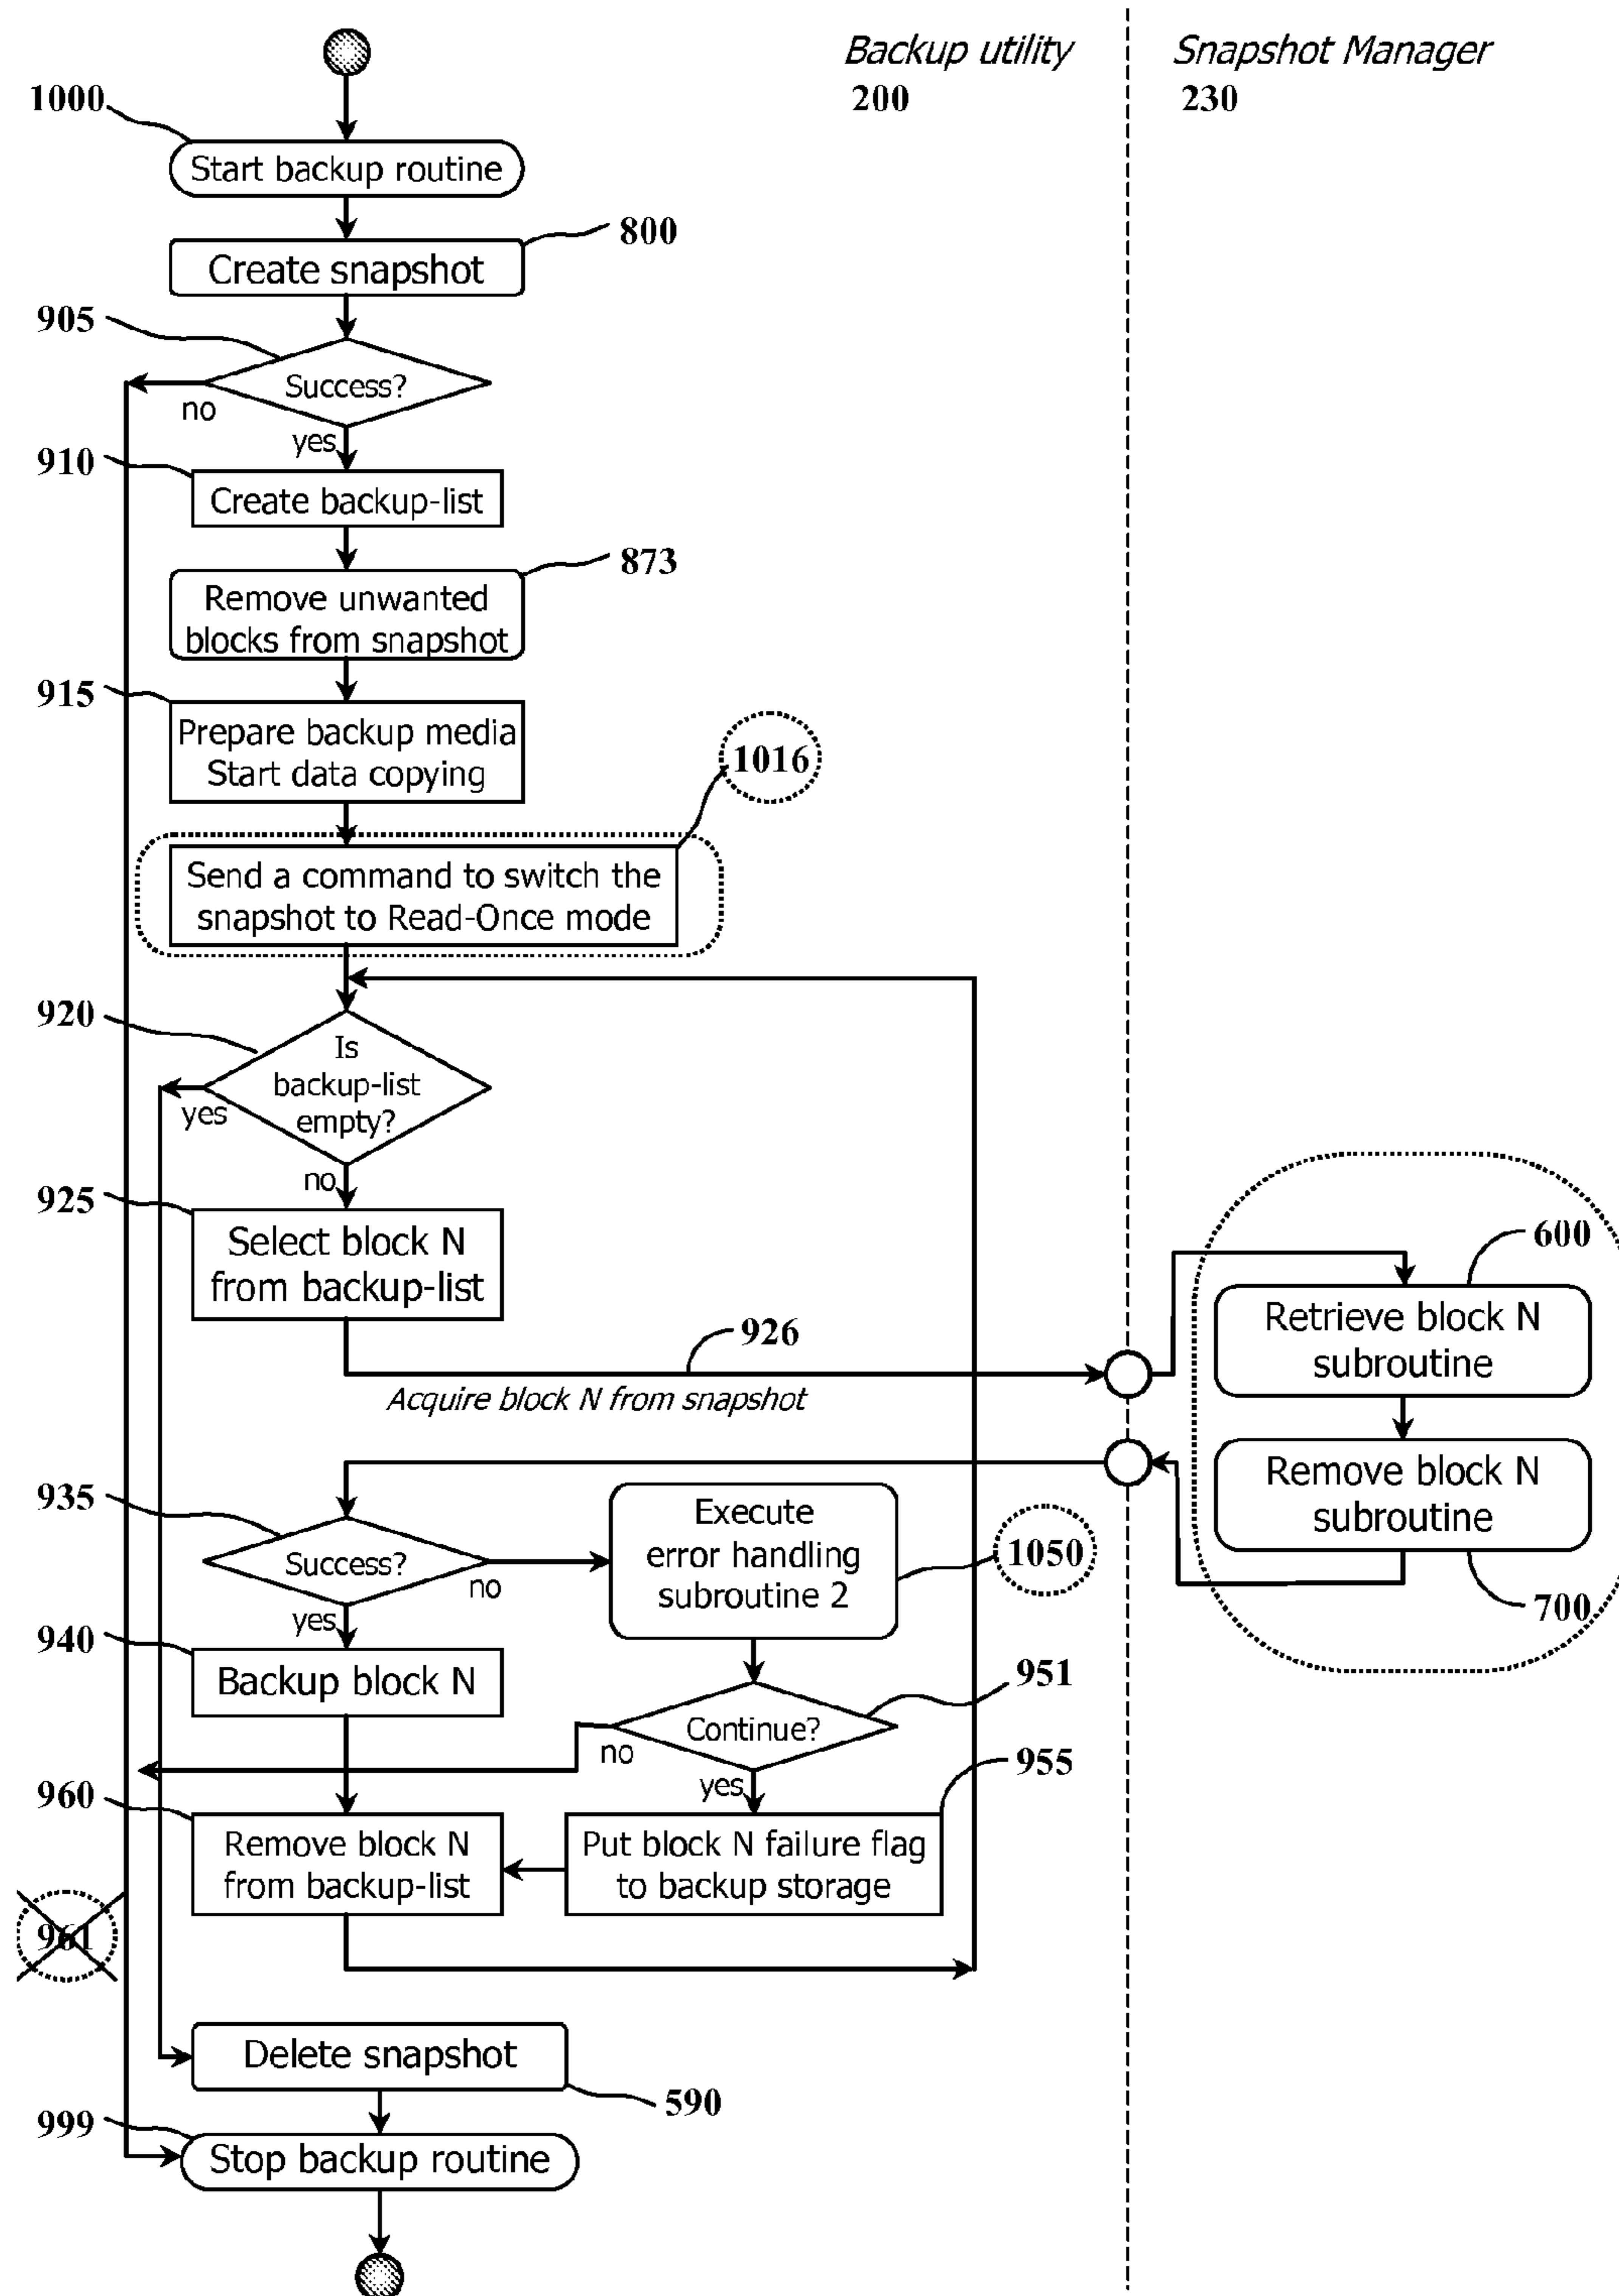 Backup utility
200
Snapshot Manager
230
1000
Start backup routine
800
Create snapshot
905
Success?
no
yes
910
Create backup-list
873
Remove unwanted
blocks from snapshot
915
Prepare backup media
Start data copying
1016
Send a command to switch the
snapshot to Read-Once mode
920
Is
backup-list
empty?
yes
no
925
Select block N
from backup-list
926
Acquire block N from snapshot
600
Retrieve block N
subroutine
Remove block N
subroutine
700
935
Success?
no
yes
Execute
error handling
subroutine 2
1050
940
Backup block N
951
Continue?
no
yes
955
960
Remove block N
from backup-list
Put block N failure flag
to backup storage
961
Delete snapshot
590
999
Stop backup routine